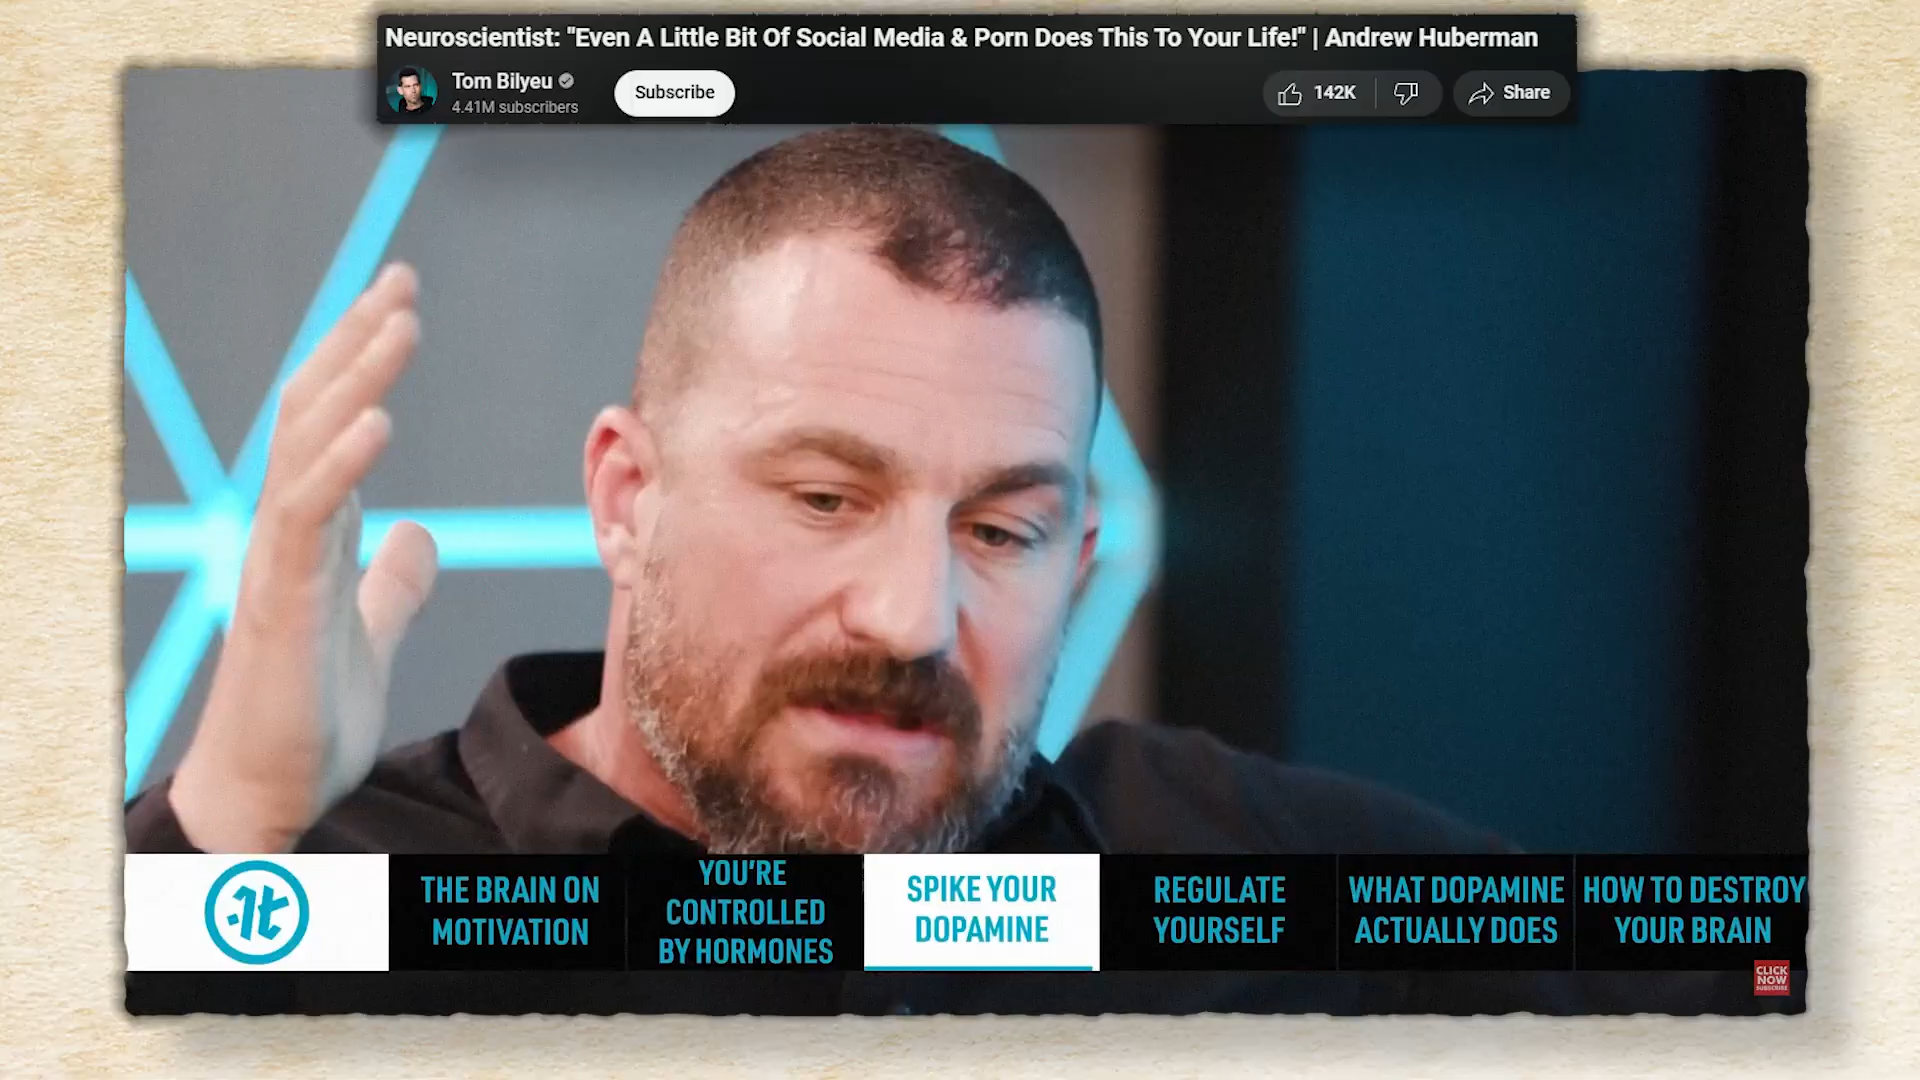 Neuroscientist: "Even A Little Bit Of Social Media & Porn Does This To Your Life!" | Andrew Huberman
Tom Bilyeu
4.41M subscribers
Subscribe
142K
Share
THE BRAIN ON
MOTIVATION
YOU'RE
CONTROLLED
BY HORMONES
SPIKE YOUR
DOPAMINE
REGULATE
YOURSELF
WHAT DOPAMINE
ACTUALLY DOES
HOW TO DESTROY
YOUR BRAIN
CLICK
NOW
SUBSCRIBE